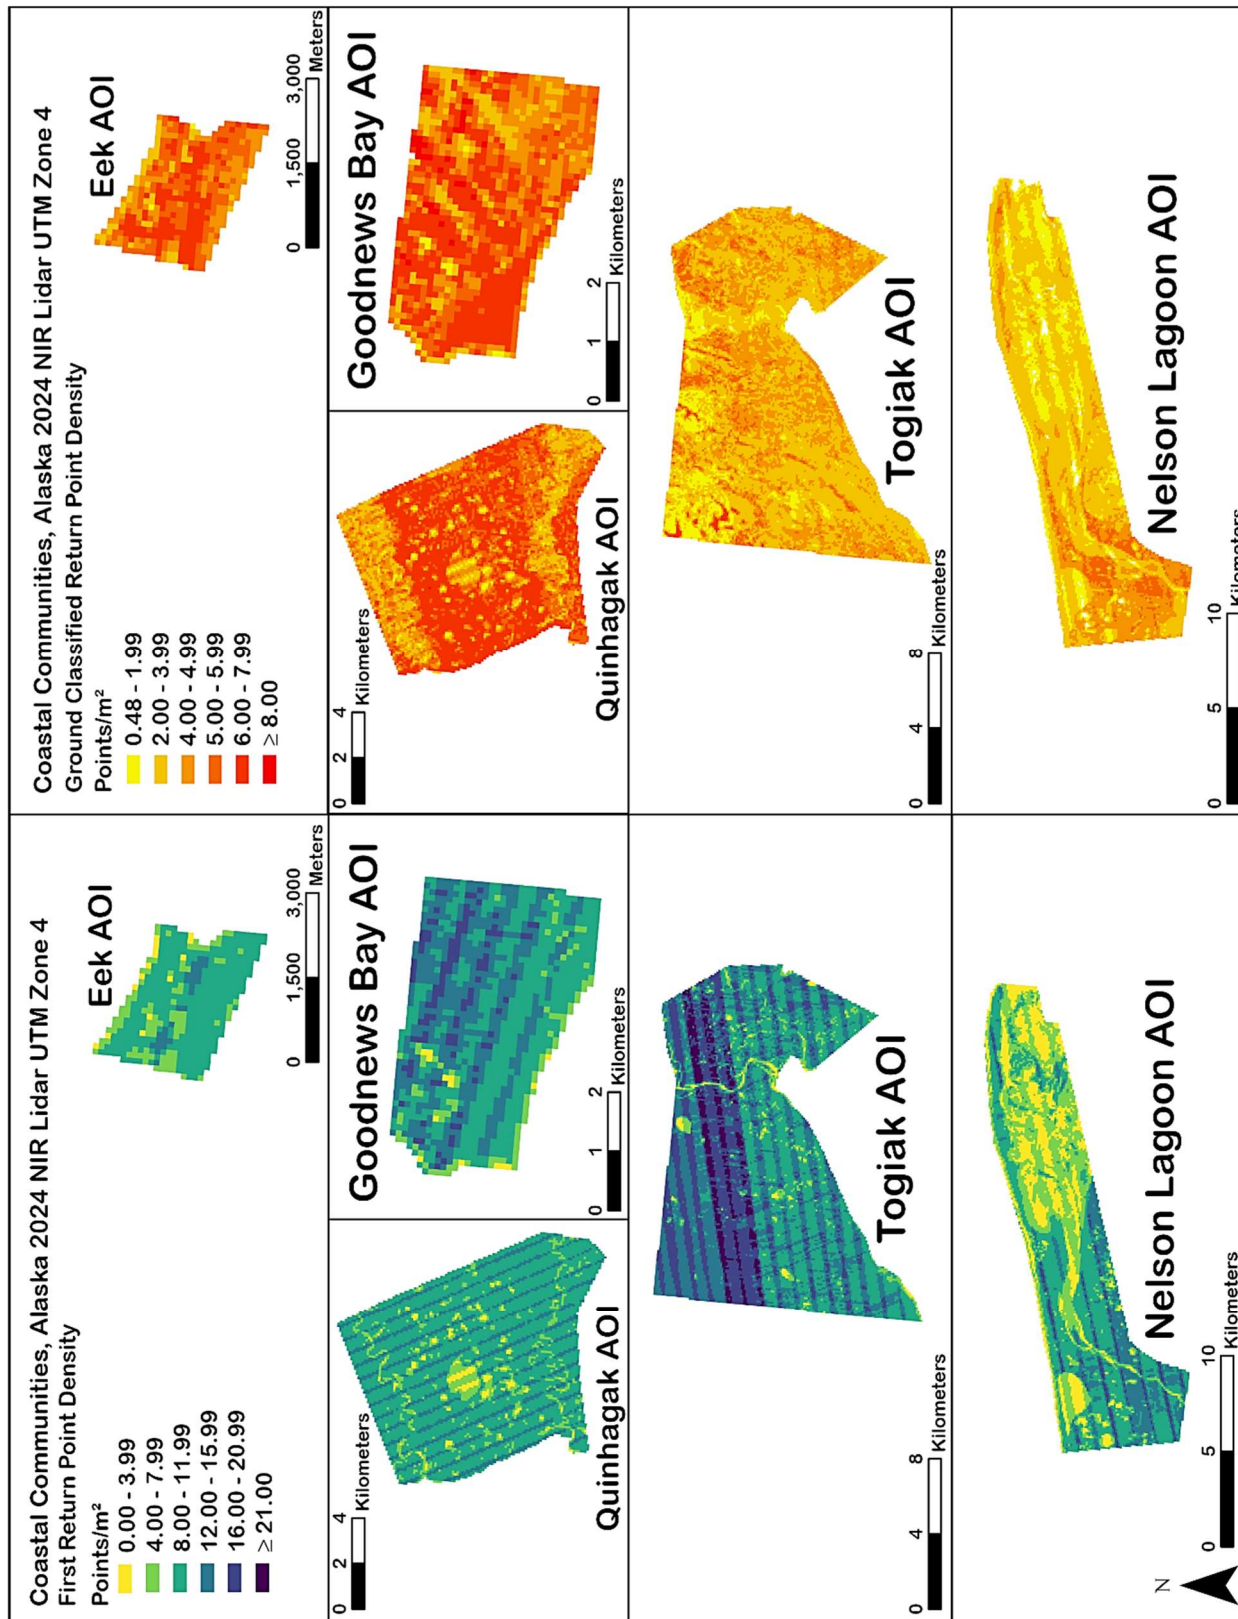 Coastal Communities, Alaska 2024 NIR Lidar UTM Zone 4
First Return Point Density
Points/m²
0.00 - 3.99
4.00 - 7.99
8.00 - 11.99
12.00 - 15.99
16.00 - 20.99
≥ 21.00
Eek AOI
0 1,500 3,000
Meters
0 2 4
Kilometers
Quinhagak AOI
Goodnews Bay AOI
0 1 2
Kilometers
Togiak AOI
0 4 8
Kilometers
Nelson Lagoon AOI
N
0 5 10
Kilometers
Coastal Communities, Alaska 2024 NIR Lidar UTM Zone 4
Ground Classified Return Point Density
Points/m²
0.48 - 1.99
2.00 - 3.99
4.00 - 4.99
5.00 - 5.99
6.00 - 7.99
≥ 8.00
Eek AOI
0 1,500 3,000
Meters
0 2 4
Kilometers
Quinhagak AOI
Goodnews Bay AOI
0 1 2
Kilometers
Togiak AOI
0 4 8
Kilometers
Nelson Lagoon AOI
0 5 10
Kilometers